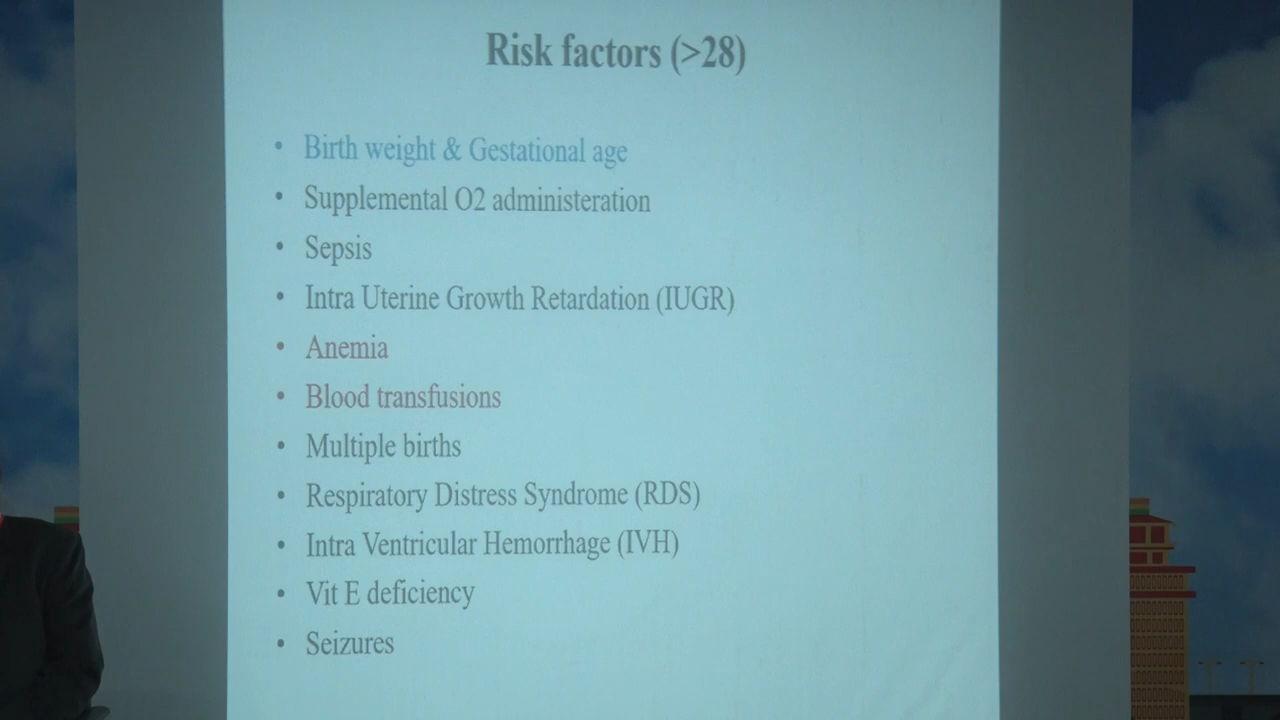 Risk factors (>28)
• Birth weight & Gestational age
• Supplemental O2 administeration
• Sepsis
• Intra Uterine Growth Retardation (IUGR)
• Anemia
• Blood transfusions
• Multiple births
• Respiratory Distress Syndrome (RDS)
• Intra Ventricular Hemorrhage (IVH)
• Vit E deficiency
• Seizures